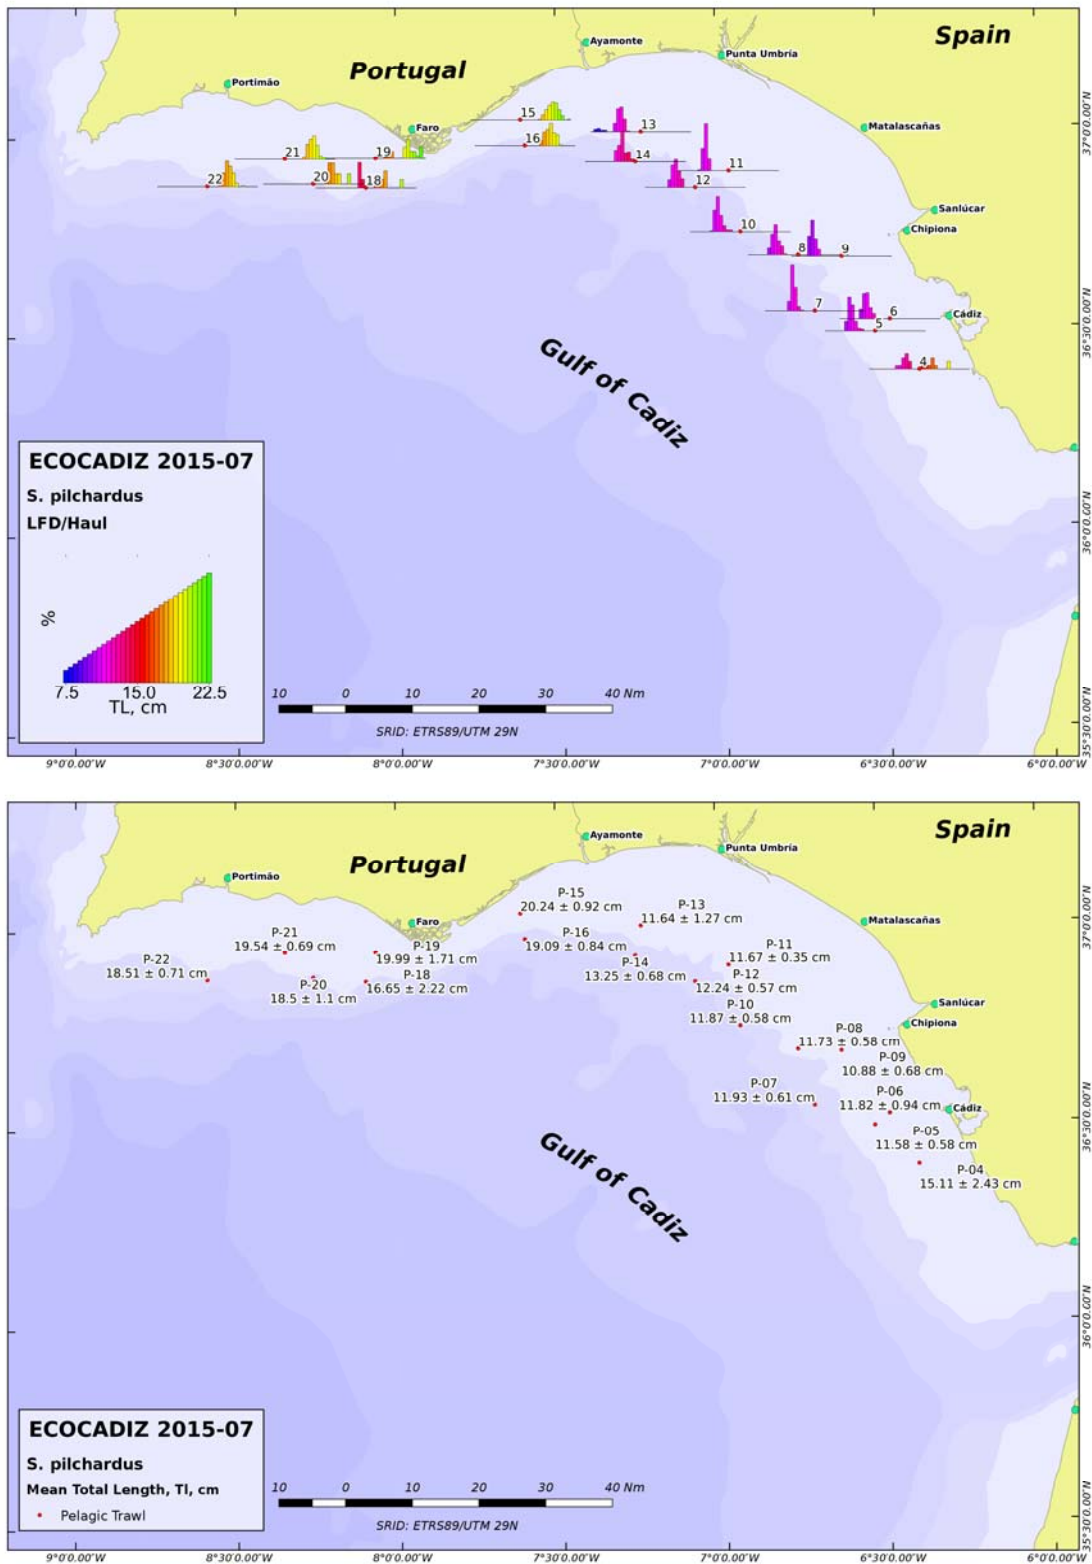 Spain
Ayamonte
Punta Umbría
Portugal
Portimão
15
Faro
13
Matalascañas
16
21
19
14
11
22
20
18
12
Sanlúcar
10
Chipiona
8
9
7
6
Cádiz
5
4
Gulf of Cadiz
ECOCADIZ 2015-07
S. pilchardus
LFD/Haul
%
7.5 15.0 22.5
TL, cm
10 0 10 20 30 40 Nm
SRID: ETRS89/UTM 29N
37°0'0.00"N
36°30'0.00"N
36°0'0.00"N
35°30'0.00"N
9°0'0.00"W 8°30'0.00"W 8°0'0.00"W 7°30'0.00"W 7°0'0.00"W 6°30'0.00"W 6°0'0.00"W
Spain
Ayamonte
Punta Umbría
Portugal
Portimão
P-15
20.24 ± 0.92 cm
P-13
11.64 ± 1.27 cm
Faro
Matalascañas
P-21
19.54 ± 0.69 cm
P-16
19.09 ± 0.84 cm
P-19
19.99 ± 1.71 cm
P-11
11.67 ± 0.35 cm
P-22
18.51 ± 0.71 cm
P-14
13.25 ± 0.68 cm
P-18
16.65 ± 2.22 cm
P-12
12.24 ± 0.57 cm
P-20
18.5 ± 1.1 cm
Sanlúcar
P-10
11.87 ± 0.58 cm
Chipiona
P-08
11.73 ± 0.58 cm
P-09
10.88 ± 0.68 cm
P-07
11.93 ± 0.61 cm
P-06
11.82 ± 0.94 cm
Cádiz
P-05
11.58 ± 0.58 cm
P-04
15.11 ± 2.43 cm
Gulf of Cadiz
ECOCADIZ 2015-07
S. pilchardus
Mean Total Length, Tl, cm
Pelagic Trawl
10 0 10 20 30 40 Nm
SRID: ETRS89/UTM 29N
37°0'0.00"N
36°30'0.00"N
36°0'0.00"N
35°30'0.00"N
9°0'0.00"W 8°30'0.00"W 8°0'0.00"W 7°30'0.00"W 7°0'0.00"W 6°30'0.00"W 6°0'0.00"W